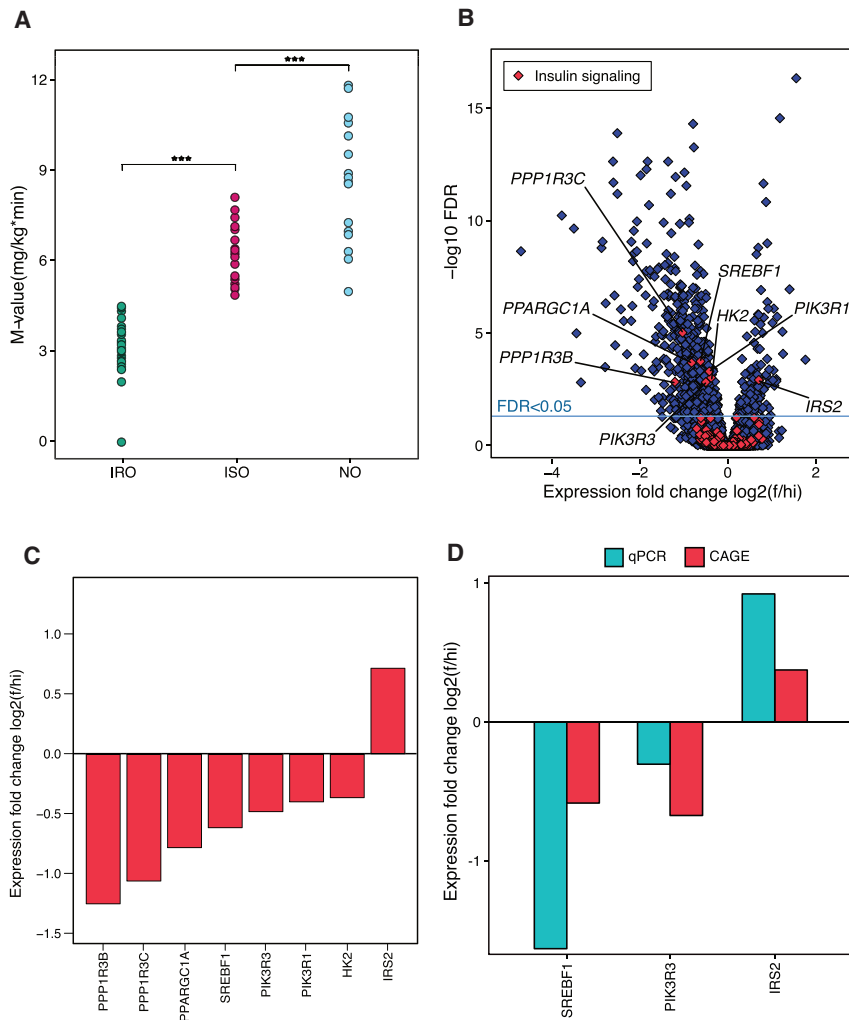 A
***
***
12
9
6
3
0
M-value(mg/kg*min)
IRO
ISO
NO
B
Insulin signaling
15
10
5
0
−log10 FDR
PPP1R3C
SREBF1
PPARGC1A
HK2
PIK3R1
PPP1R3B
FDR<0.05
IRS2
PIK3R3
−4
−2
0
2
Expression fold change log2(f/hi)
C
1.0
0.5
0.0
−0.5
−1.0
−1.5
Expression fold change log2(f/hi)
PPP1R3B
PPP1R3C
PPARGC1A
SREBF1
PIK3R3
PIK3R1
HK2
IRS2
D
qPCR
CAGE
1
0
-1
Expression fold change log2(f/hi)
SREBF1
PIK3R3
IRS2